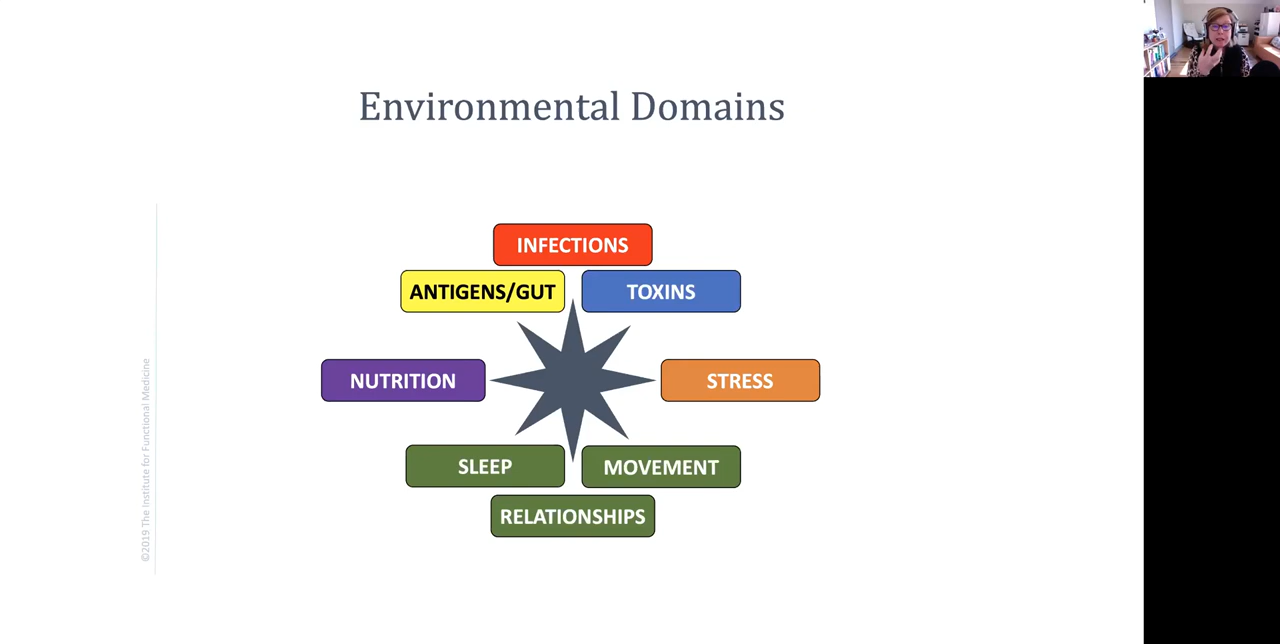 Environmental Domains
INFECTIONS
ANTIGENS/GUT
TOXINS
NUTRITION
STRESS
SLEEP
MOVEMENT
RELATIONSHIPS
©2019 The Institute for Functional Medicine